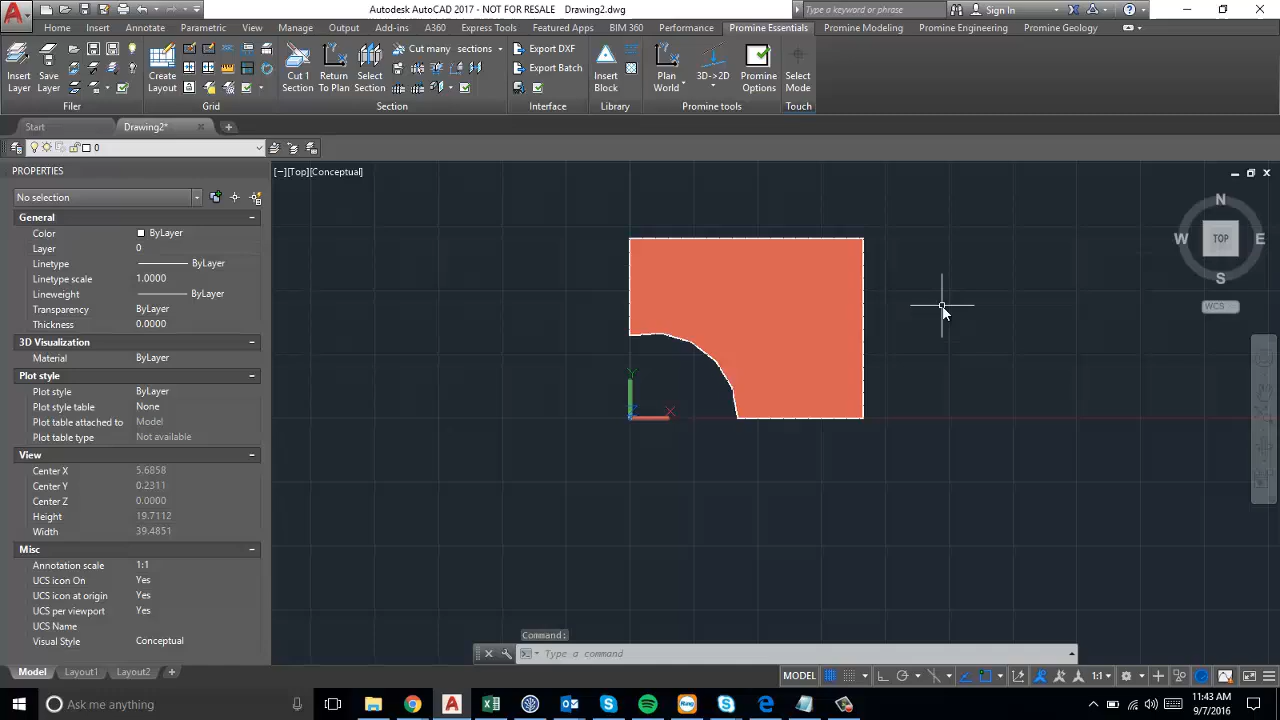 Autodesk AutoCAD 2017 - NOT FOR RESALE Drawing2.dwg
Type a keyword or phrase
Sign In
Home Insert Annotate Parametric View Manage Output Add-ins A360 Express Tools Featured Apps BIM 360 Performance Promine Essentials Promine Modeling Promine Engineering Promine Geology
Insert Layer
Save Layer
Filer
Create Layout
Grid
Cut 1 Section
Return To Plan
Select Section
Cut many sections
Section
Export DXF
Export Batch
Interface
Insert Block
Library
Plan World
3D->2D
Promine Options
Promine tools
Select Mode
Touch
Start Drawing2*
0
PROPERTIES
No selection
General
Color ByLayer
Layer 0
Linetype ByLayer
Linetype scale 1.0000
Lineweight ByLayer
Transparency ByLayer
Thickness 0.0000
3D Visualization
Material ByLayer
Plot style
Plot style ByLayer
Plot style table None
Plot table attached to Model
Plot table type Not available
View
Center X 5.6858
Center Y 0.2311
Center Z 0.0000
Height 19.7112
Width 39.4851
Misc
Annotation scale 1:1
UCS icon On Yes
UCS icon at origin Yes
UCS per viewport Yes
UCS Name
Visual Style Conceptual
[−][Top][Conceptual]
N
W TOP E
S
WCS
Y
Z X
Command:
Type a command
Model Layout1 Layout2
MODEL
1:1
Ask me anything
11:43 AM
9/7/2016